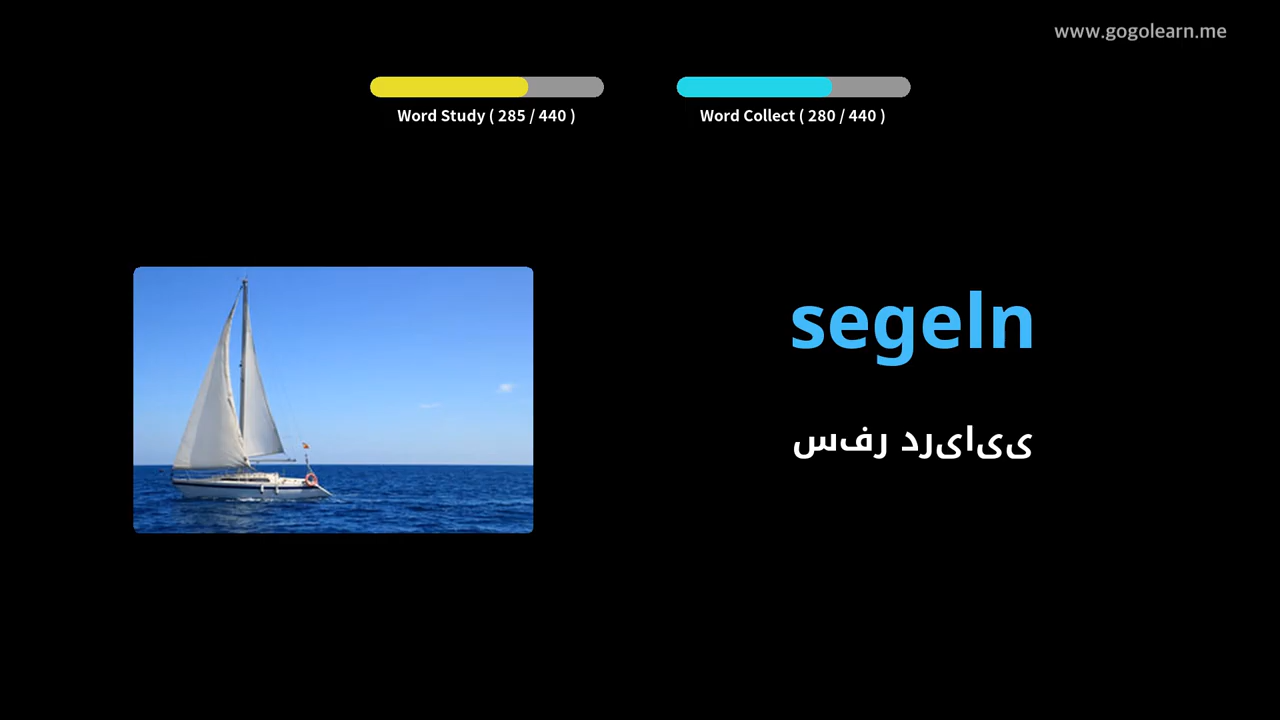 www.gogolearn.me
Word Study ( 285 / 440 )
Word Collect ( 280 / 440 )
segeln
سفر دریایی